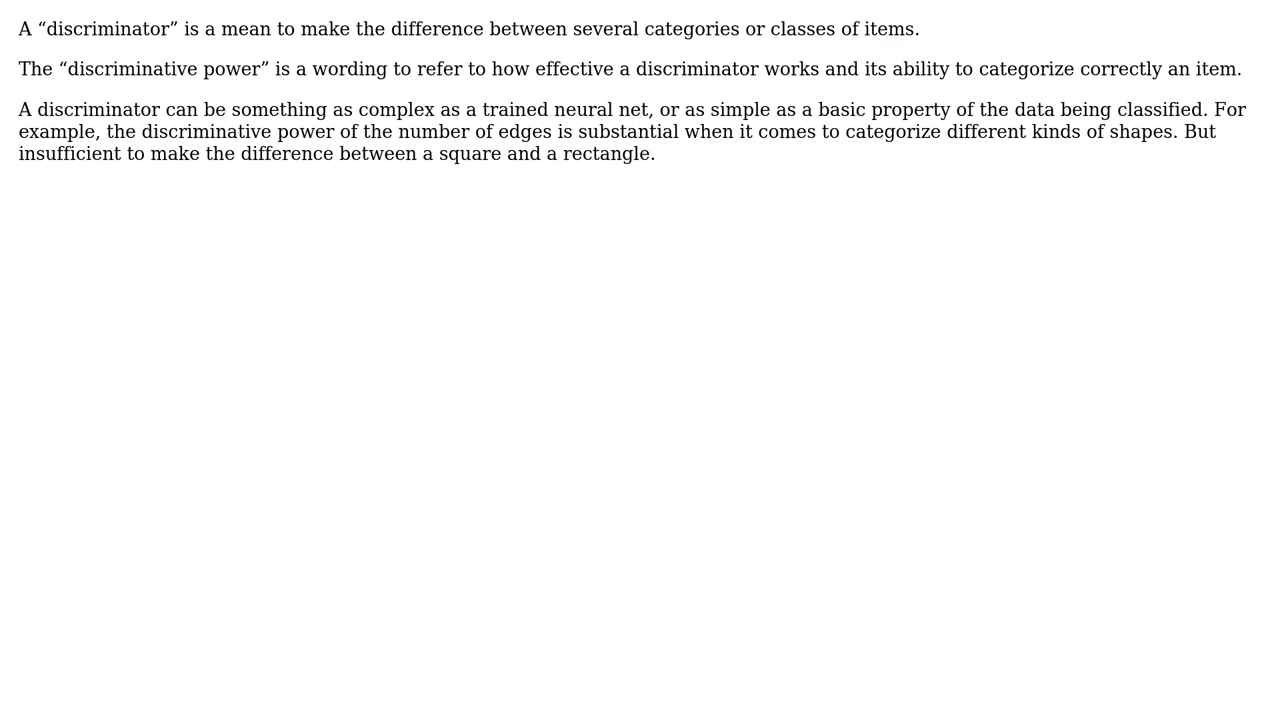 A “discriminator” is a mean to make the difference between several categories or classes of items.
The “discriminative power” is a wording to refer to how effective a discriminator works and its ability to categorize correctly an item.
A discriminator can be something as complex as a trained neural net, or as simple as a basic property of the data being classified. For
example, the discriminative power of the number of edges is substantial when it comes to categorize different kinds of shapes. But
insufficient to make the difference between a square and a rectangle.